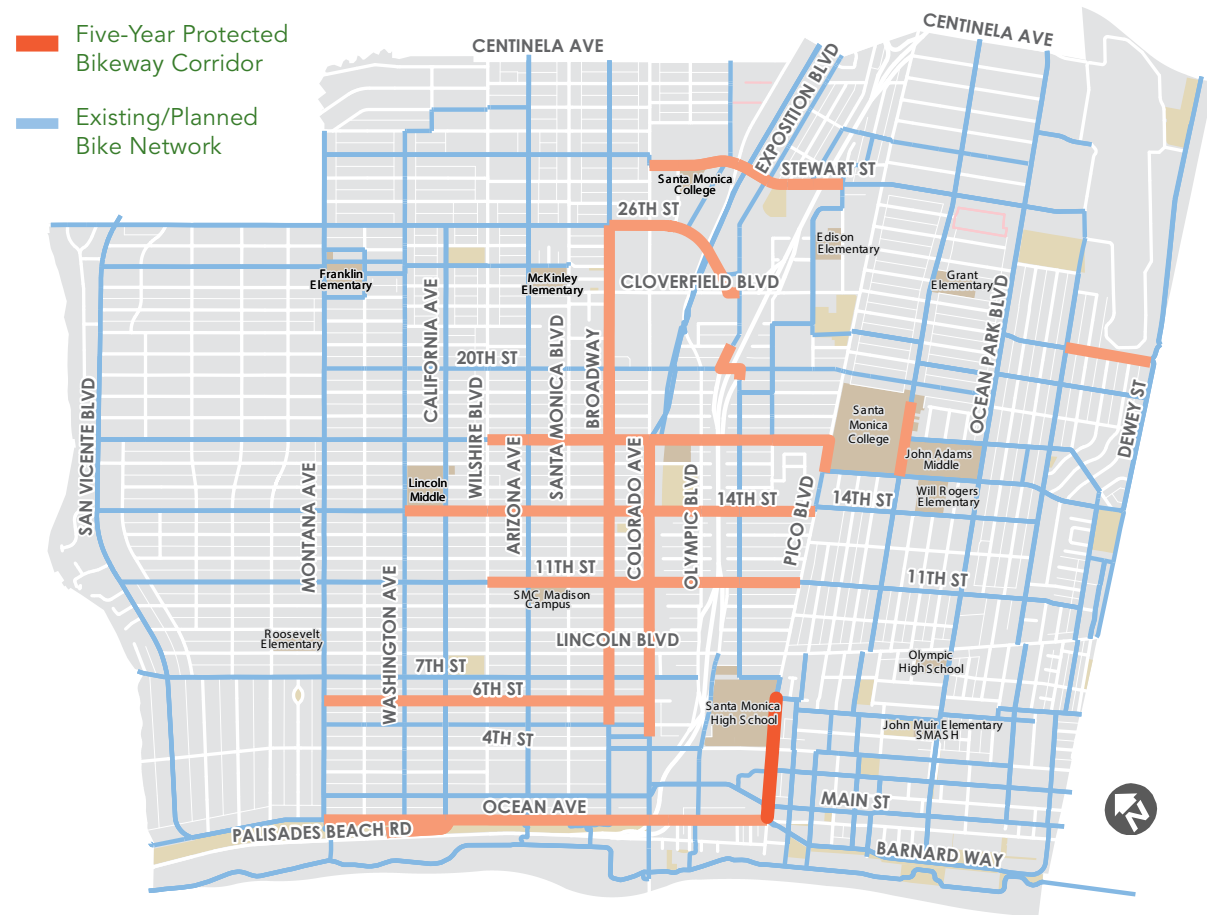 Five-Year Protected
Bikeway Corridor
Existing/Planned
Bike Network
CENTINELA AVE
CENTINELA AVE
EXPOSITION BLVD
STEWART ST
Santa Monica
College
26TH ST
Edison
Elementary
Franklin
Elementary
McKinley
Elementary
CLOVERFIELD BLVD
Grant
Elementary
CALIFORNIA AVE
SANTA MONICA BLVD
BROADWAY
OCEAN PARK BLVD
20TH ST
WILSHIRE BLVD
SAN VICENTE BLVD
DEWEY ST
Santa
Monica
College
John Adams
Middle
MONTANA AVE
Lincoln
Middle
ARIZONA AVE
COLORADO AVE
OLYMPIC BLVD
14TH ST
PICO BLVD
14TH ST
Will Rogers
Elementary
11TH ST
11TH ST
SMC Madison
Campus
WASHINGTON AVE
Roosevelt
Elementary
LINCOLN BLVD
7TH ST
Olympic
High School
6TH ST
Santa Monica
High School
4TH ST
John Muir Elementary
SMASH
OCEAN AVE
MAIN ST
PALISADES BEACH RD
BARNARD WAY
N